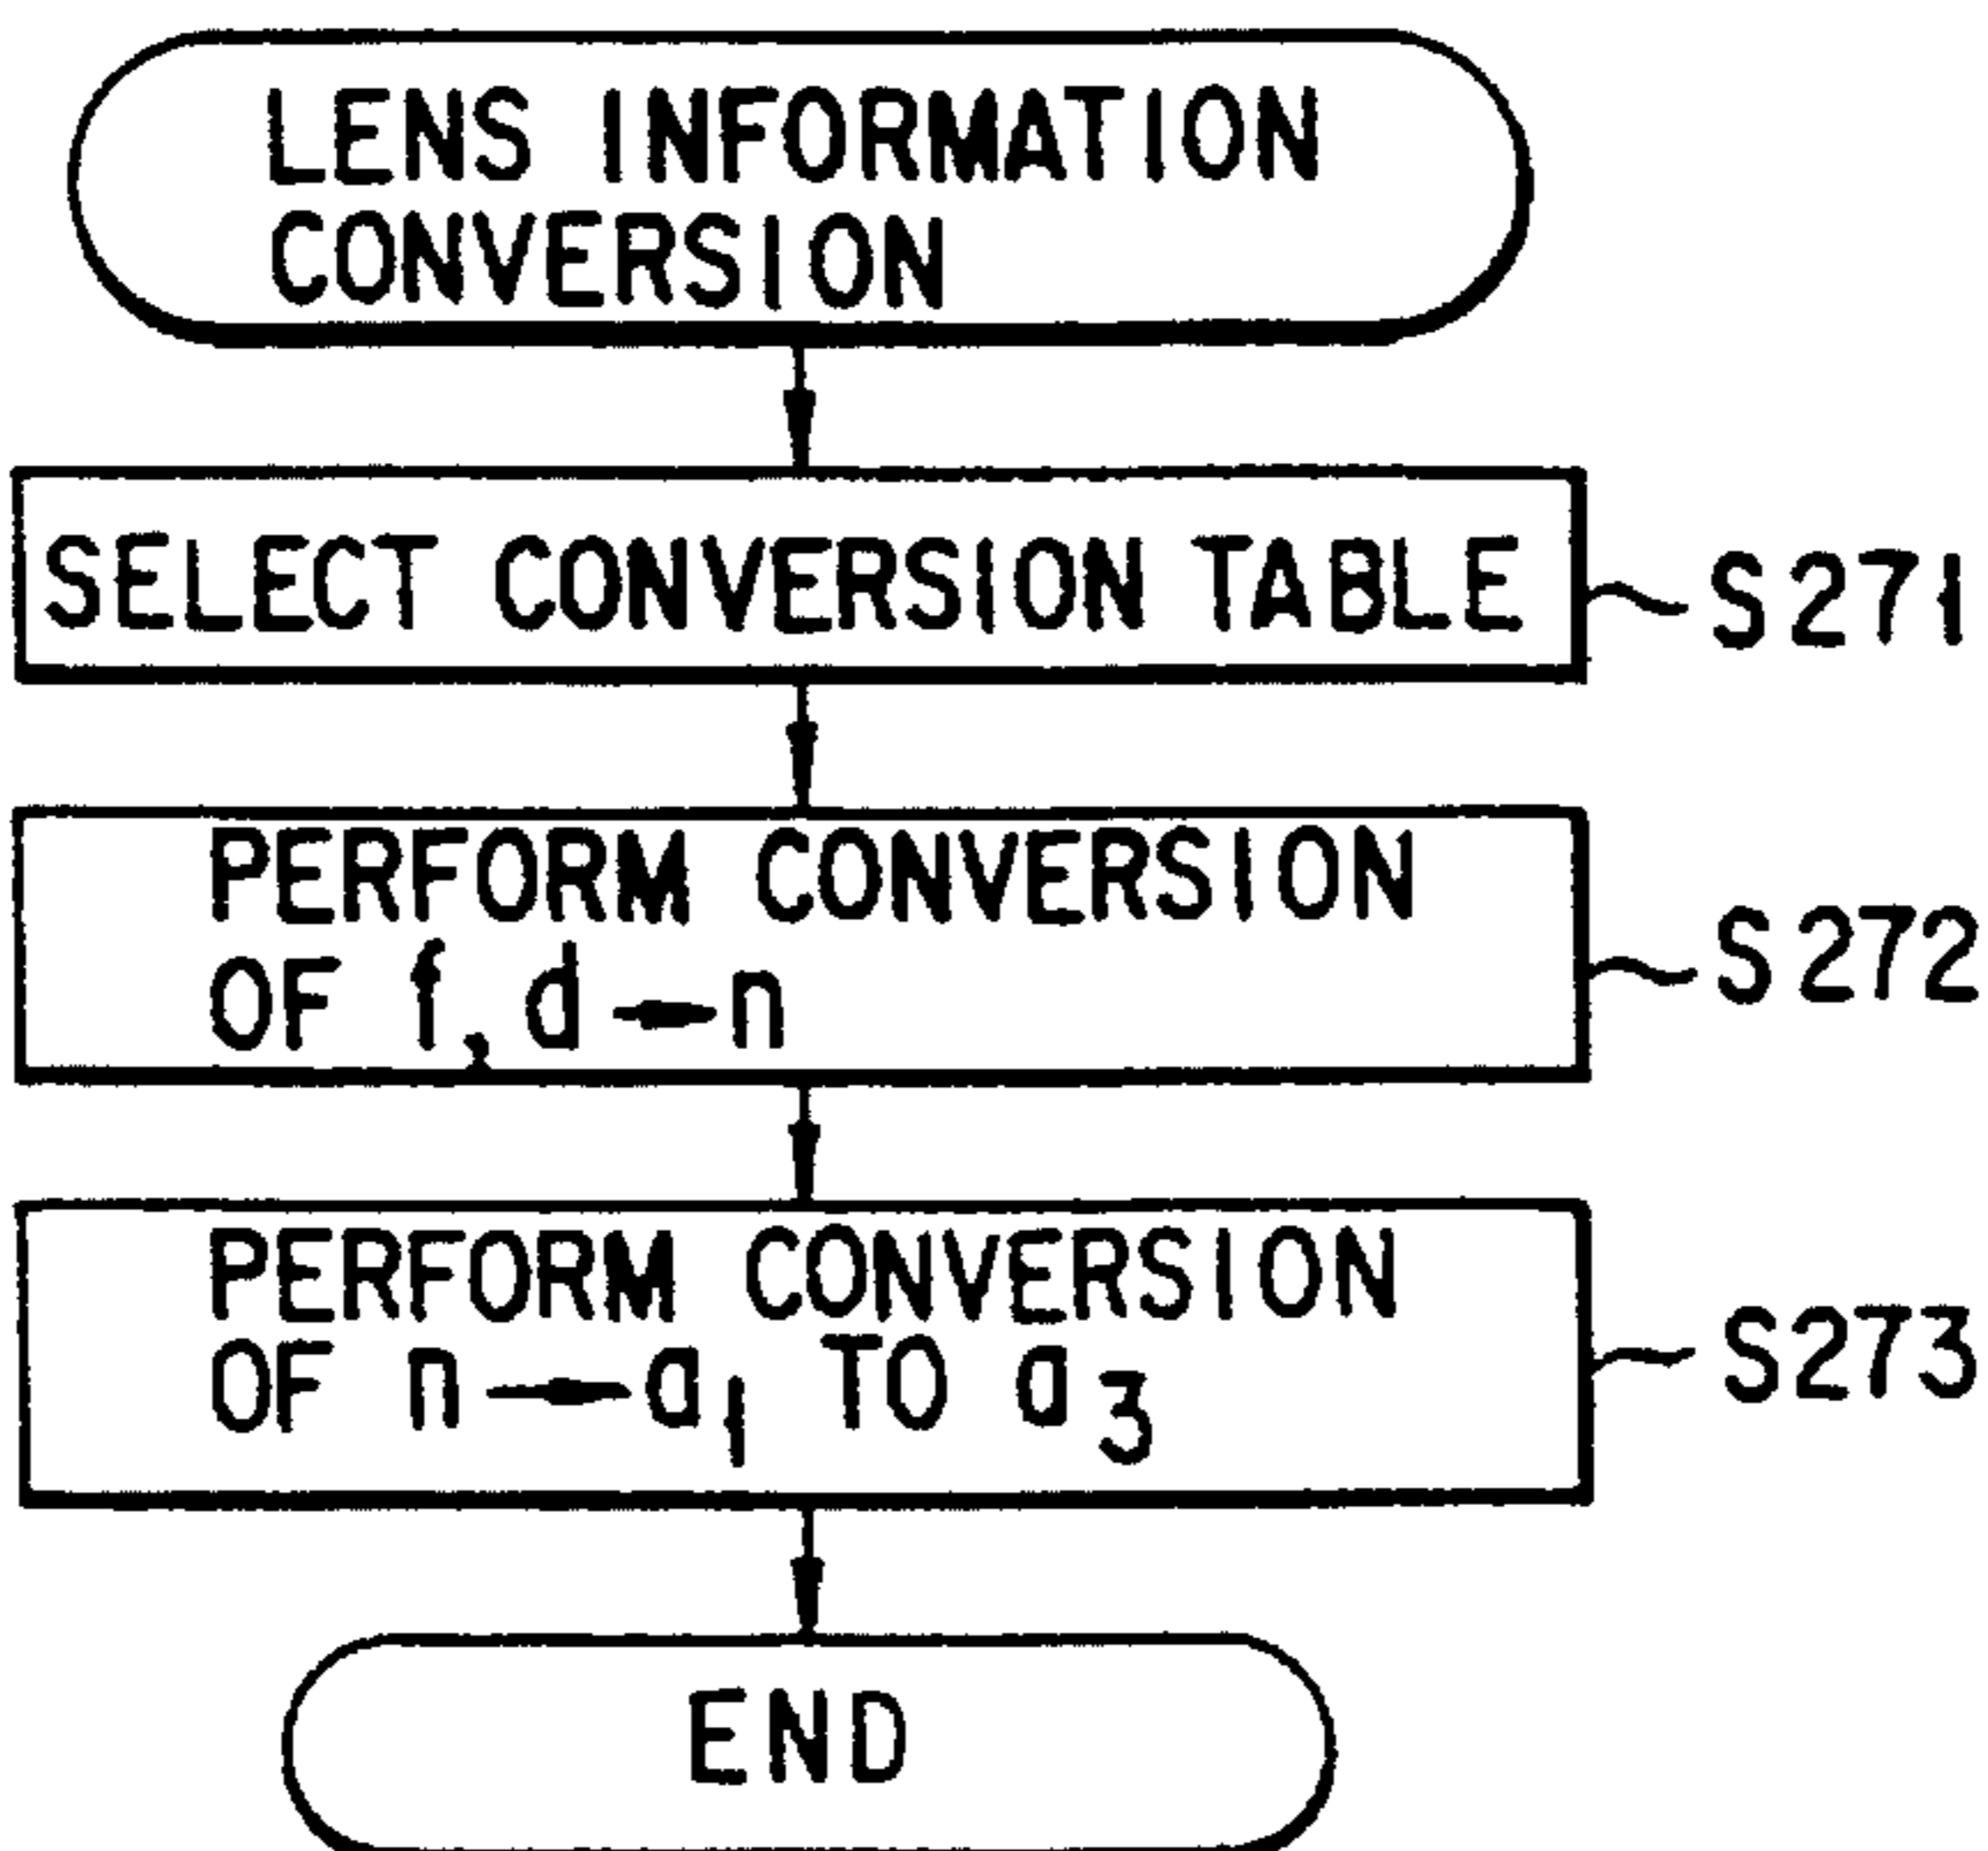 LENS INFORMATION
CONVERSION
SELECT CONVERSION TABLE
S271
PERFORM CONVERSION
OF f, d→n
S272
PERFORM CONVERSION
OF n→a₁ TO a₃
S273
END